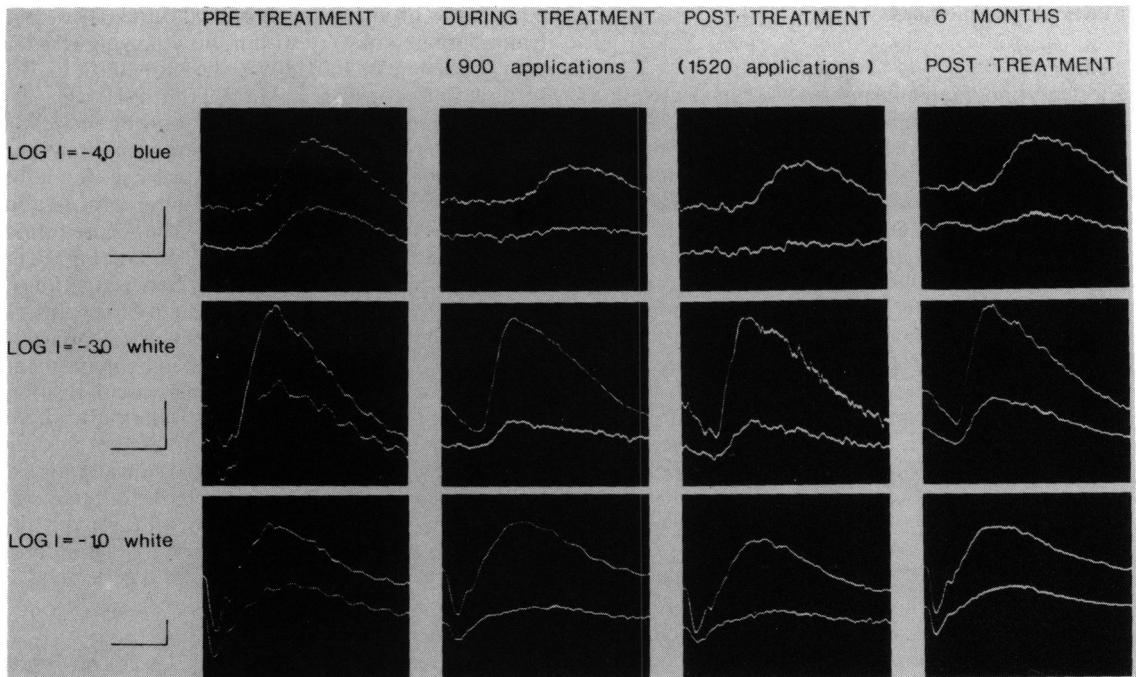 PRE TREATMENT DURING TREATMENT POST TREATMENT 6 MONTHS
(900 applications) (1520 applications) POST TREATMENT
LOG I=-4.0 blue
LOG I=-3.0 white
LOG I=-1.0 white